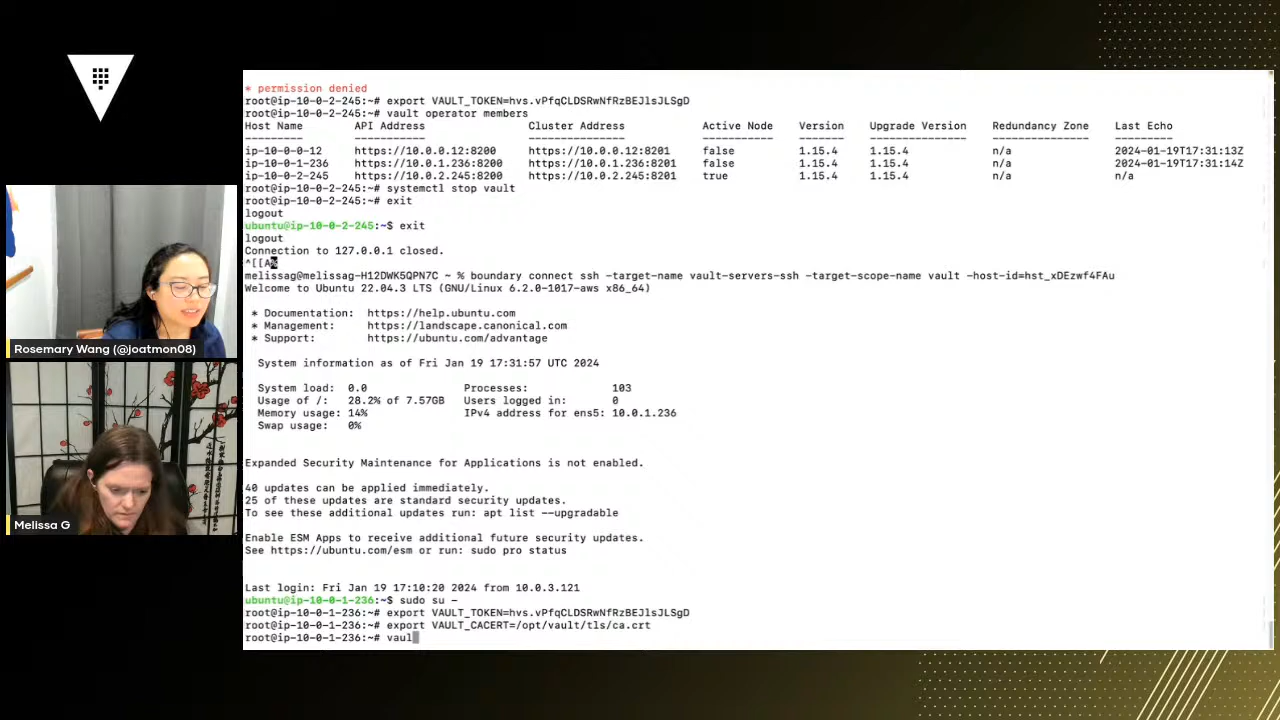 * permission denied
root@ip-10-0-2-245:~# export VAULT_TOKEN=hvs.vPfqCLDSRwNfRzBEJlsJLSgD
root@ip-10-0-2-245:~# vault operator members
Host Name API Address Cluster Address Active Node Version Upgrade Version Redundancy Zone Last Echo
--------- ----------- --------------- ----------- ------- --------------- --------------- ---------
ip-10-0-0-12 https://10.0.0.12:8200 https://10.0.0.12:8201 false 1.15.4 1.15.4 n/a 2024-01-19T17:31:13Z
ip-10-0-1-236 https://10.0.1.236:8200 https://10.0.1.236:8201 false 1.15.4 1.15.4 n/a 2024-01-19T17:31:14Z
ip-10-0-2-245 https://10.0.2.245:8200 https://10.0.2.245:8201 true 1.15.4 1.15.4 n/a n/a
root@ip-10-0-2-245:~# systemctl stop vault
root@ip-10-0-2-245:~# exit
logout
ubuntu@ip-10-0-2-245:~$ exit
logout
Connection to 127.0.0.1 closed.
^[[A%
melissag@melissag-H12DWK5QPN7C ~ % boundary connect ssh -target-name vault-servers-ssh -target-scope-name vault -host-id=hst_xDEzwf4FAu
Welcome to Ubuntu 22.04.3 LTS (GNU/Linux 6.2.0-1017-aws x86_64)
* Documentation: https://help.ubuntu.com
* Management: https://landscape.canonical.com
* Support: https://ubuntu.com/advantage
System information as of Fri Jan 19 17:31:57 UTC 2024
System load: 0.0 Processes: 103
Usage of /: 28.2% of 7.57GB Users logged in: 0
Memory usage: 14% IPv4 address for ens5: 10.0.1.236
Swap usage: 0%
Expanded Security Maintenance for Applications is not enabled.
40 updates can be applied immediately.
25 of these updates are standard security updates.
To see these additional updates run: apt list --upgradable
Enable ESM Apps to receive additional future security updates.
See https://ubuntu.com/esm or run: sudo pro status
Last login: Fri Jan 19 17:10:20 2024 from 10.0.3.121
ubuntu@ip-10-0-1-236:~$ sudo su -
root@ip-10-0-1-236:~# export VAULT_TOKEN=hvs.vPfqCLDSRwNfRzBEJlsJLSgD
root@ip-10-0-1-236:~# export VAULT_CACERT=/opt/vault/tls/ca.crt
root@ip-10-0-1-236:~# vaul
Rosemary Wang (@joatmon08)
Melissa G